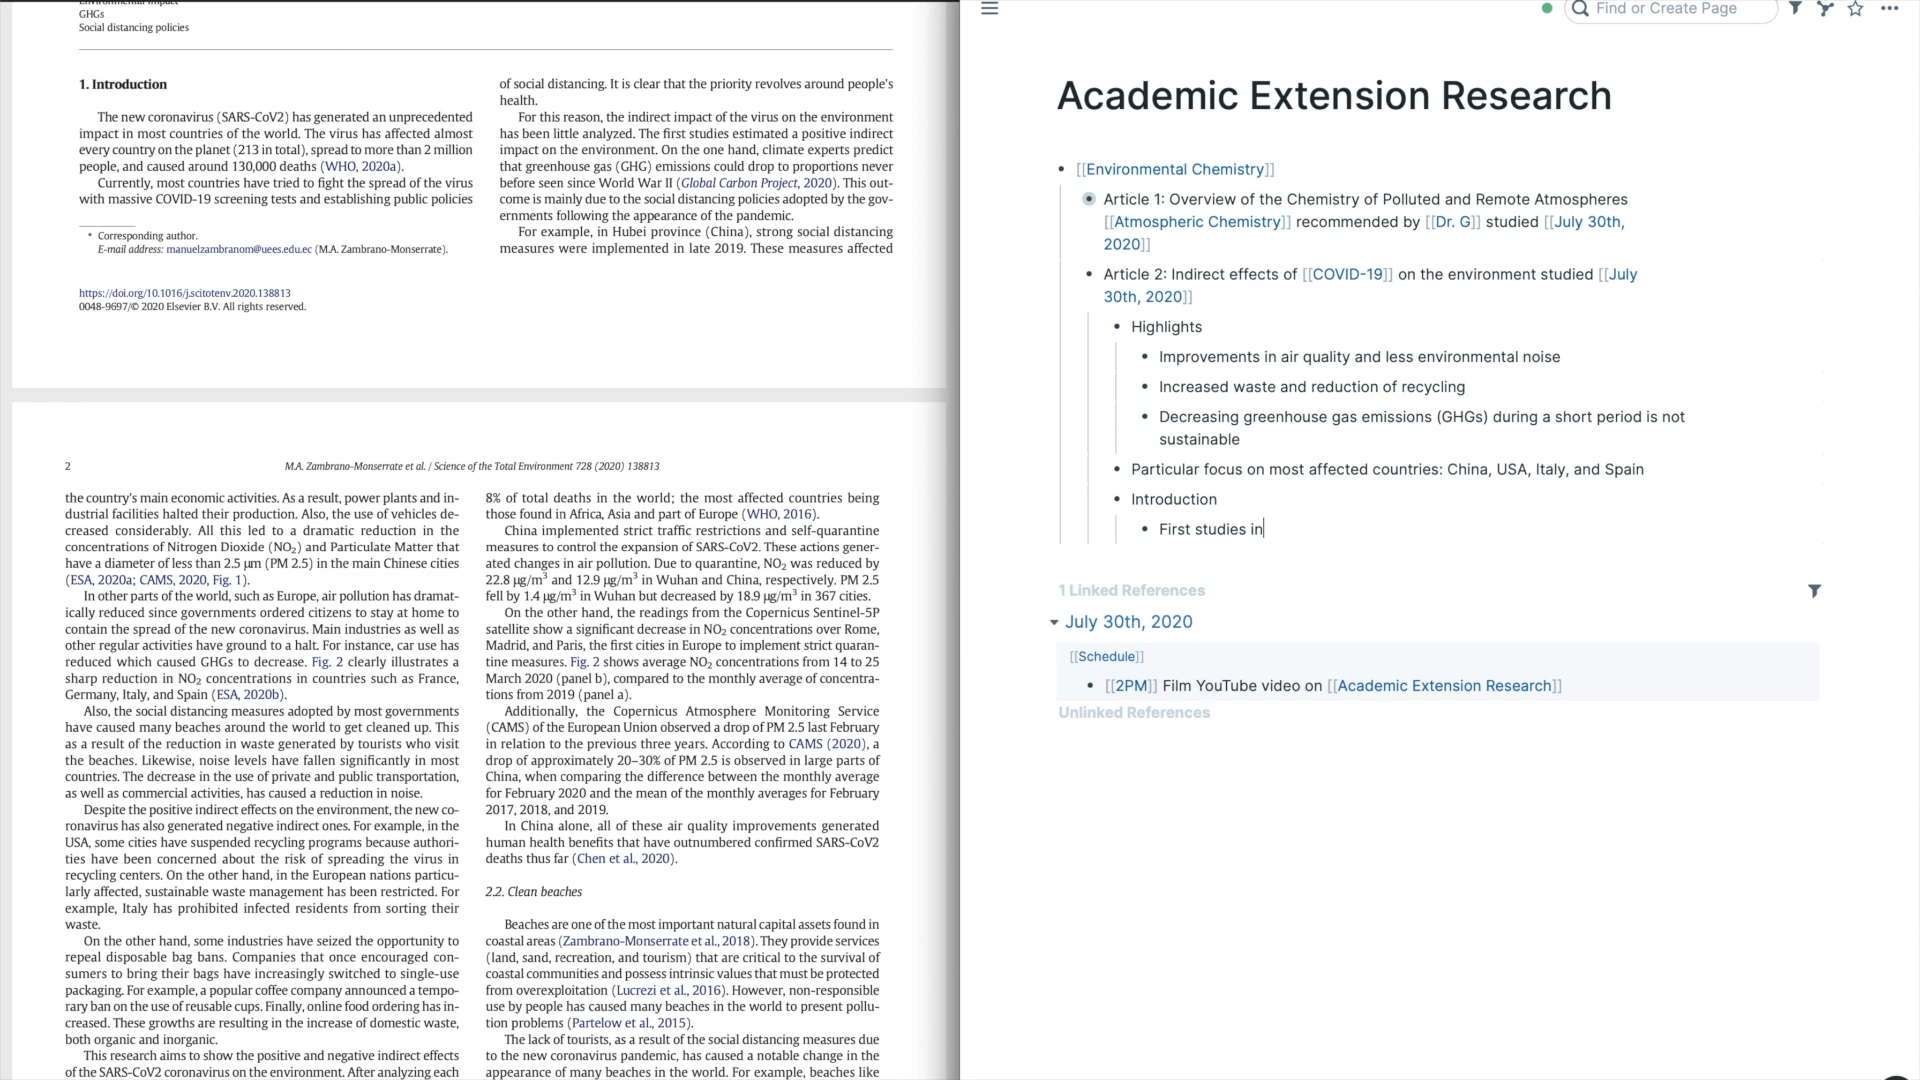 Environmental impact
GHGs
Social distancing policies
1. Introduction
The new coronavirus (SARS-CoV2) has generated an unprecedented
impact in most countries of the world. The virus has affected almost
every country on the planet (213 in total), spread to more than 2 million
people, and caused around 130,000 deaths (WHO, 2020a).
Currently, most countries have tried to fight the spread of the virus
with massive COVID-19 screening tests and establishing public policies
* Corresponding author.
E-mail address: manuelzambranom@uees.edu.ec (M.A. Zambrano-Monserrate).
https://doi.org/10.1016/j.scitotenv.2020.138813
0048-9697/© 2020 Elsevier B.V. All rights reserved.
of social distancing. It is clear that the priority revolves around people's
health.
For this reason, the indirect impact of the virus on the environment
has been little analyzed. The first studies estimated a positive indirect
impact on the environment. On the one hand, climate experts predict
that greenhouse gas (GHG) emissions could drop to proportions never
before seen since World War II (Global Carbon Project, 2020). This out-
come is mainly due to the social distancing policies adopted by the gov-
ernments following the appearance of the pandemic.
For example, in Hubei province (China), strong social distancing
measures were implemented in late 2019. These measures affected
2
M.A. Zambrano-Monserrate et al. / Science of the Total Environment 728 (2020) 138813
the country's main economic activities. As a result, power plants and in-
dustrial facilities halted their production. Also, the use of vehicles de-
creased considerably. All this led to a dramatic reduction in the
concentrations of Nitrogen Dioxide (NO2) and Particulate Matter that
have a diameter of less than 2.5 μm (PM 2.5) in the main Chinese cities
(ESA, 2020a; CAMS, 2020, Fig. 1).
In other parts of the world, such as Europe, air pollution has dramat-
ically reduced since governments ordered citizens to stay at home to
contain the spread of the new coronavirus. Main industries as well as
other regular activities have ground to a halt. For instance, car use has
reduced which caused GHGs to decrease. Fig. 2 clearly illustrates a
sharp reduction in NO2 concentrations in countries such as France,
Germany, Italy, and Spain (ESA, 2020b).
Also, the social distancing measures adopted by most governments
have caused many beaches around the world to get cleaned up. This
as a result of the reduction in waste generated by tourists who visit
the beaches. Likewise, noise levels have fallen significantly in most
countries. The decrease in the use of private and public transportation,
as well as commercial activities, has caused a reduction in noise.
Despite the positive indirect effects on the environment, the new co-
ronavirus has also generated negative indirect ones. For example, in the
USA, some cities have suspended recycling programs because authori-
ties have been concerned about the risk of spreading the virus in
recycling centers. On the other hand, in the European nations particu-
larly affected, sustainable waste management has been restricted. For
example, Italy has prohibited infected residents from sorting their
waste.
On the other hand, some industries have seized the opportunity to
repeal disposable bag bans. Companies that once encouraged con-
sumers to bring their bags have increasingly switched to single-use
packaging. For example, a popular coffee company announced a tempo-
rary ban on the use of reusable cups. Finally, online food ordering has in-
creased. These growths are resulting in the increase of domestic waste,
both organic and inorganic.
This research aims to show the positive and negative indirect effects
of the SARS-CoV2 coronavirus on the environment. After analyzing each
8% of total deaths in the world; the most affected countries being
those found in Africa, Asia and part of Europe (WHO, 2016).
China implemented strict traffic restrictions and self-quarantine
measures to control the expansion of SARS-CoV2. These actions gener-
ated changes in air pollution. Due to quarantine, NO2 was reduced by
22.8 μg/m3 and 12.9 μg/m3 in Wuhan and China, respectively. PM 2.5
fell by 1.4 μg/m3 in Wuhan but decreased by 18.9 μg/m3 in 367 cities.
On the other hand, the readings from the Copernicus Sentinel-5P
satellite show a significant decrease in NO2 concentrations over Rome,
Madrid, and Paris, the first cities in Europe to implement strict quaran-
tine measures. Fig. 2 shows average NO2 concentrations from 14 to 25
March 2020 (panel b), compared to the monthly average of concentra-
tions from 2019 (panel a).
Additionally, the Copernicus Atmosphere Monitoring Service
(CAMS) of the European Union observed a drop of PM 2.5 last February
in relation to the previous three years. According to CAMS (2020), a
drop of approximately 20–30% of PM 2.5 is observed in large parts of
China, when comparing the difference between the monthly average
for February 2020 and the mean of the monthly averages for February
2017, 2018, and 2019.
In China alone, all of these air quality improvements generated
human health benefits that have outnumbered confirmed SARS-CoV2
deaths thus far (Chen et al., 2020).
2.2. Clean beaches
Beaches are one of the most important natural capital assets found in
coastal areas (Zambrano-Monserrate et al., 2018). They provide services
(land, sand, recreation, and tourism) that are critical to the survival of
coastal communities and possess intrinsic values that must be protected
from overexploitation (Lucrezi et al., 2016). However, non-responsible
use by people has caused many beaches in the world to present pollu-
tion problems (Partelow et al., 2015).
The lack of tourists, as a result of the social distancing measures due
to the new coronavirus pandemic, has caused a notable change in the
appearance of many beaches in the world. For example, beaches like
Find or Create Page
Academic Extension Research
[[Environmental Chemistry]]
Article 1: Overview of the Chemistry of Polluted and Remote Atmospheres
[[Atmospheric Chemistry]] recommended by [[Dr. G]] studied [[July 30th,
2020]]
Article 2: Indirect effects of [[COVID-19]] on the environment studied [[July
30th, 2020]]
Highlights
Improvements in air quality and less environmental noise
Increased waste and reduction of recycling
Decreasing greenhouse gas emissions (GHGs) during a short period is not
sustainable
Particular focus on most affected countries: China, USA, Italy, and Spain
Introduction
First studies in
1 Linked References
July 30th, 2020
[[Schedule]]
[[2PM]] Film YouTube video on [[Academic Extension Research]]
Unlinked References